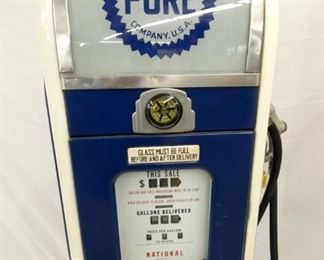 PURE
COMPANY, U.S.A.
GLASS MUST BE FULL
BEFORE AND AFTER DELIVERY
THIS SALE
$
GALLONS DELIVERED
PRICE PER GALLON
NATIONAL